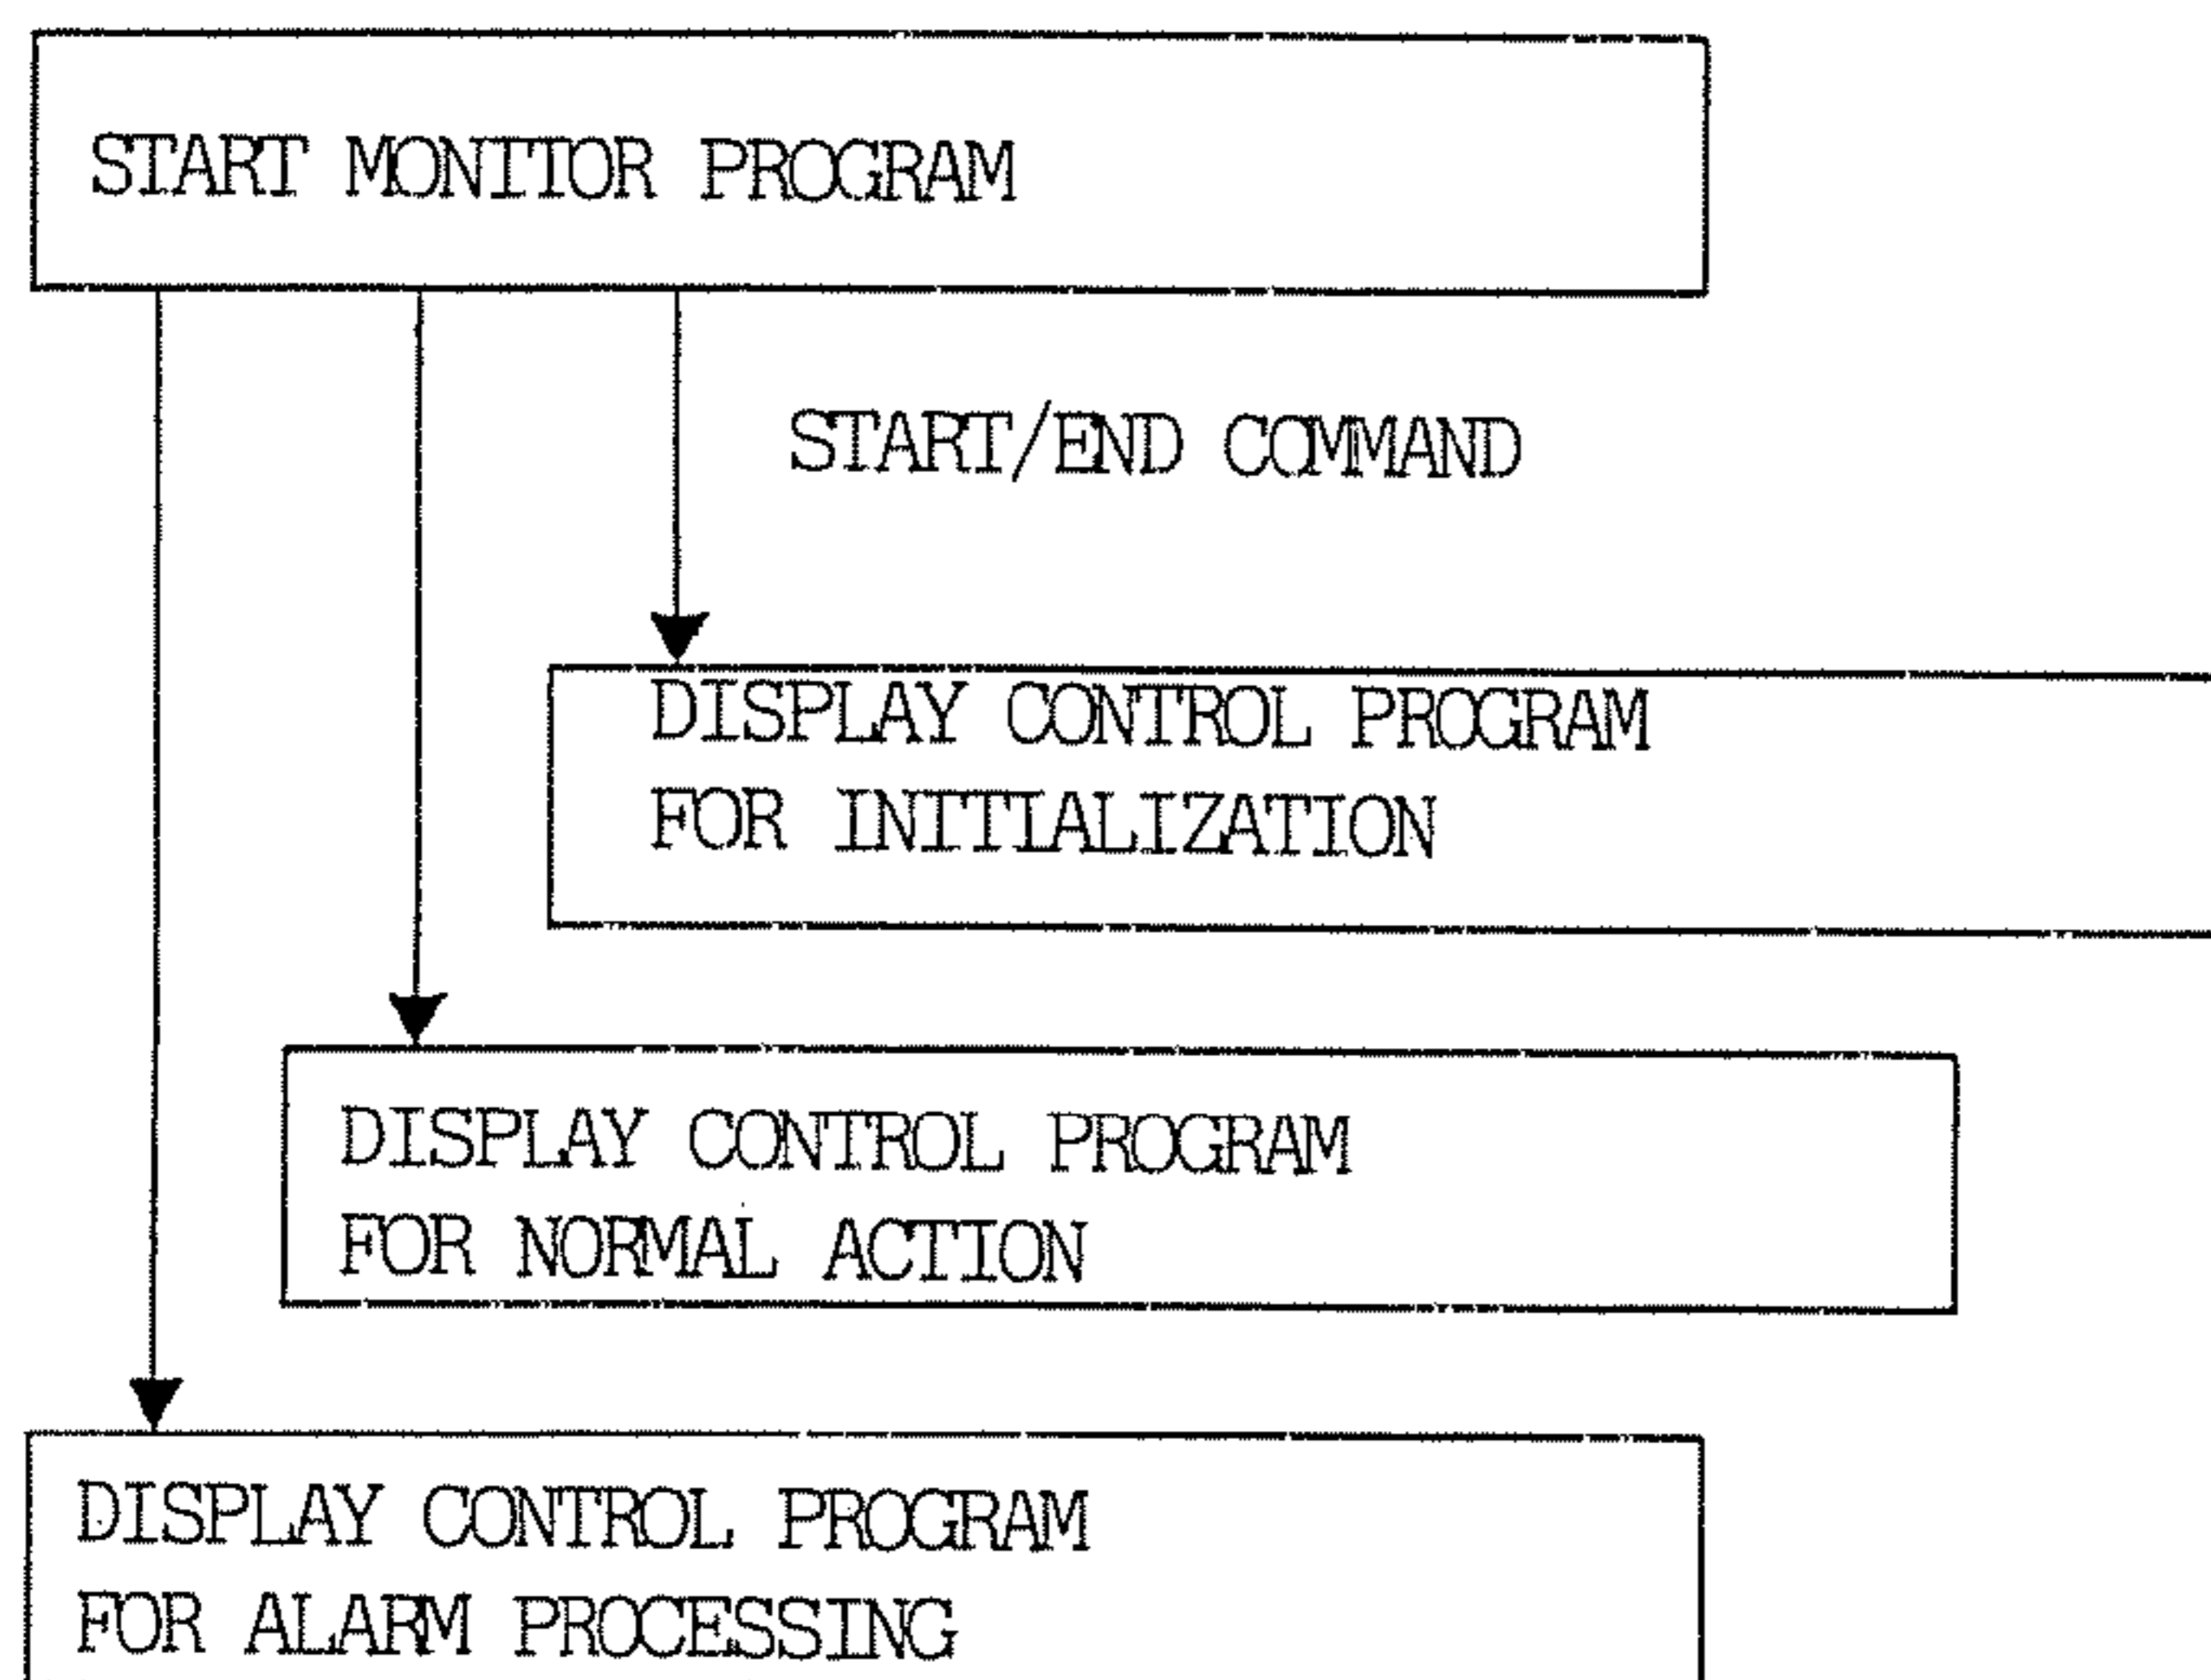 START MONITOR PROGRAM
START/END COMMAND
DISPLAY CONTROL PROGRAM
FOR INITIALIZATION
DISPLAY CONTROL PROGRAM
FOR NORMAL ACTION
DISPLAY CONTROL PROGRAM
FOR ALARM PROCESSING